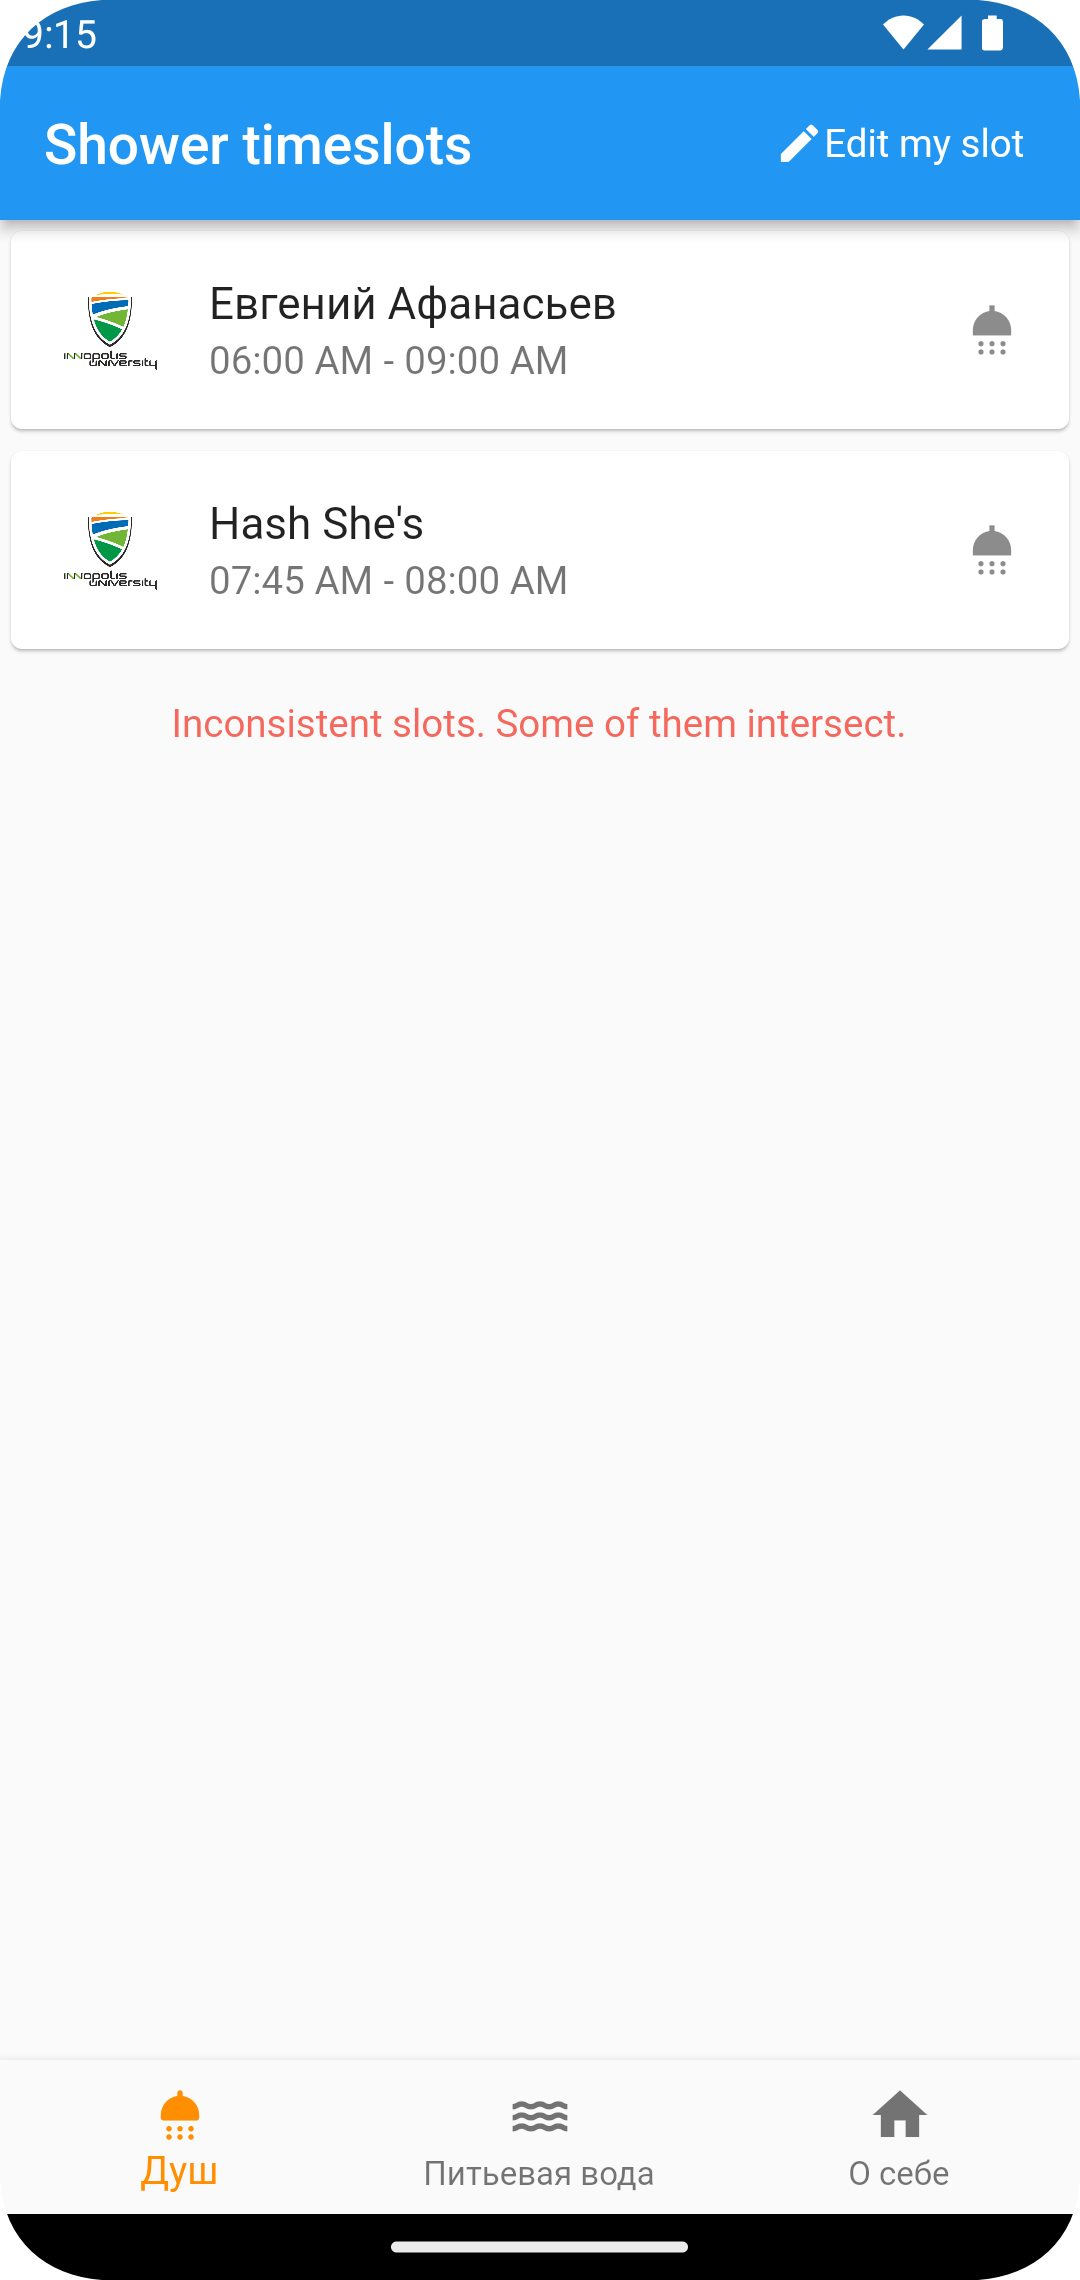 9:15
Shower timeslots
Edit my slot
INNOPOLIS
UNIVERSITY
Евгений Афанасьев
06:00 AM - 09:00 AM
INNOPOLIS
UNIVERSITY
Hash She's
07:45 AM - 08:00 AM
Inconsistent slots. Some of them intersect.
Душ
Питьевая вода
О себе